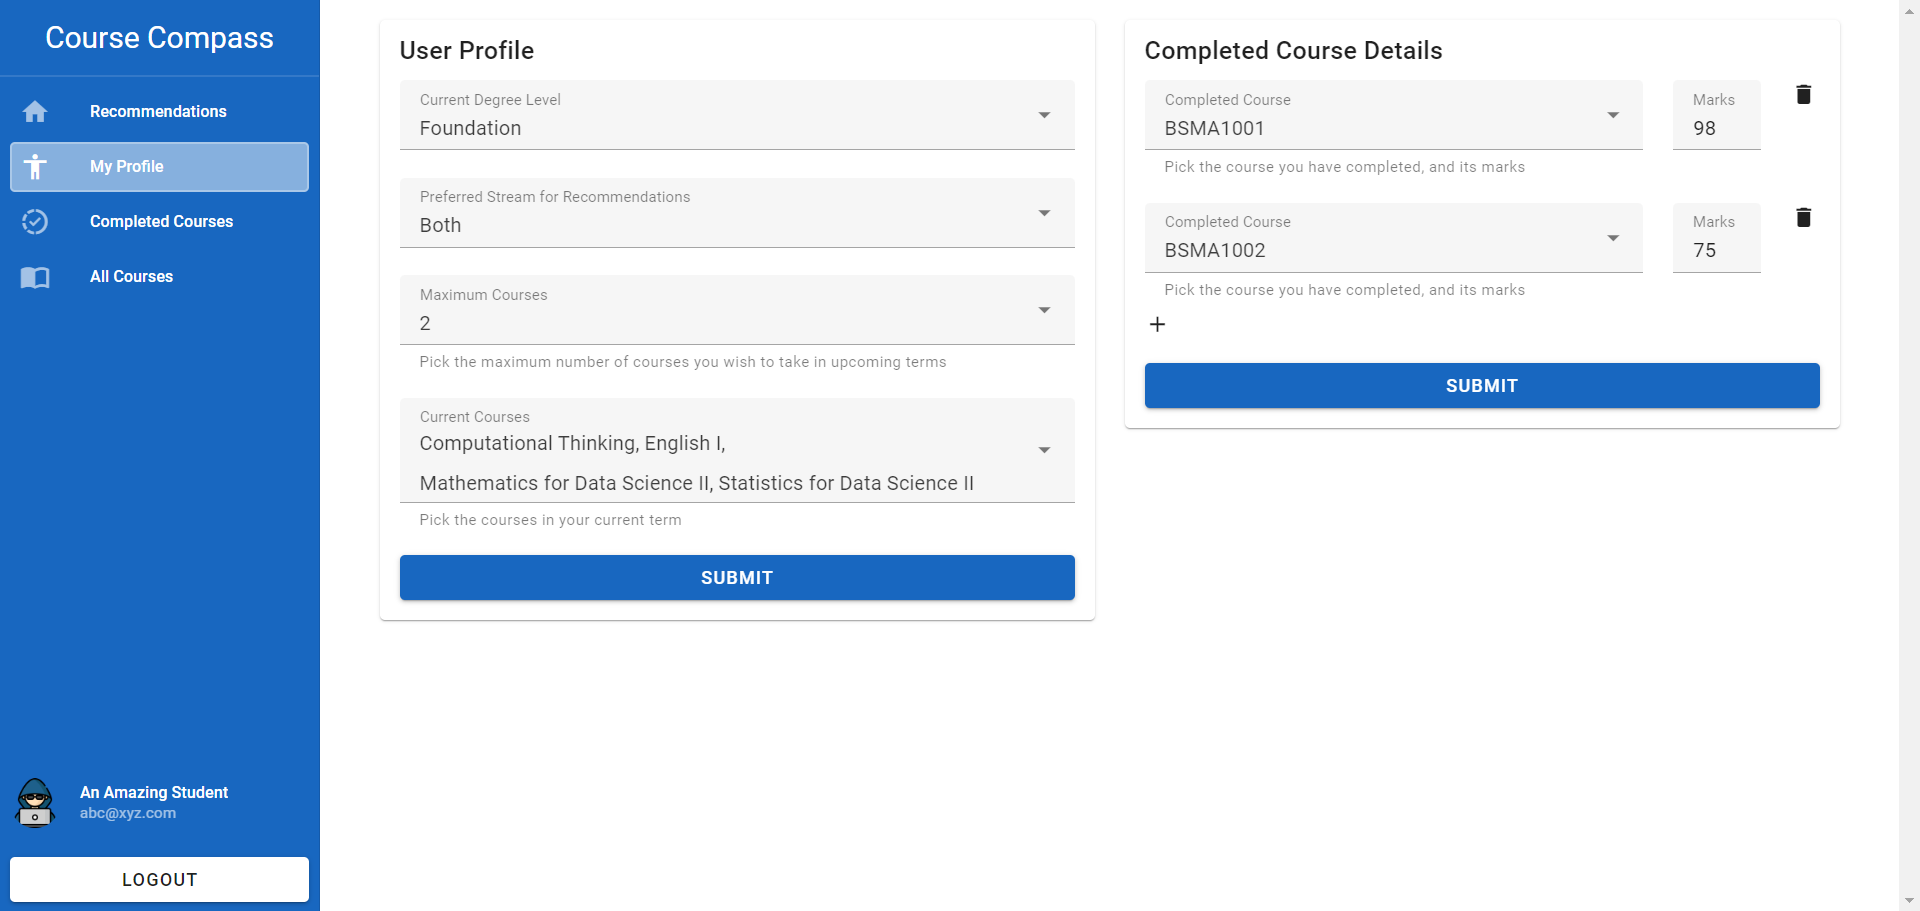 Course Compass
Recommendations
My Profile
Completed Courses
All Courses
An Amazing Student
abc@xyz.com
LOGOUT
User Profile
Current Degree Level
Foundation
Preferred Stream for Recommendations
Both
Maximum Courses
2
Pick the maximum number of courses you wish to take in upcoming terms
Current Courses
Computational Thinking, English I,
Mathematics for Data Science II, Statistics for Data Science II
Pick the courses in your current term
SUBMIT
Completed Course Details
Completed Course
BSMA1001
Marks
98
Pick the course you have completed, and its marks
Completed Course
BSMA1002
Marks
75
Pick the course you have completed, and its marks
SUBMIT